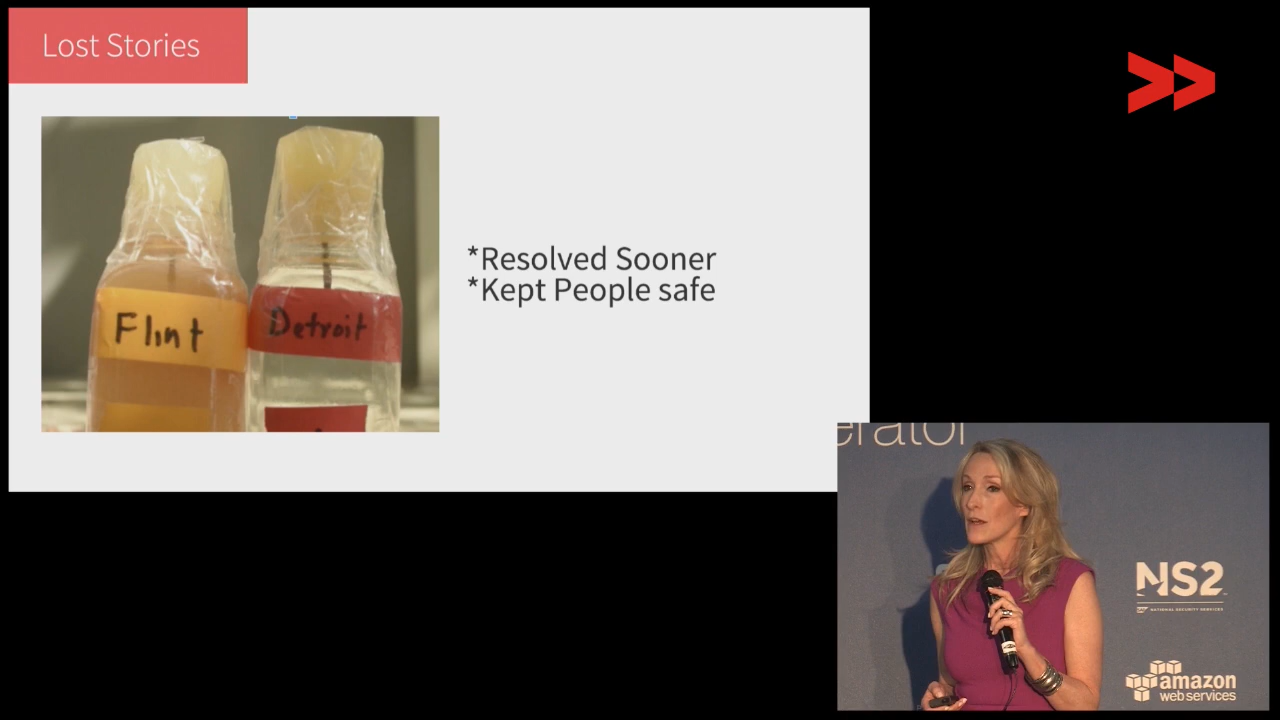 Lost Stories
Flint
Detroit
*Resolved Sooner
*Kept People safe
erator
NS2
NATIONAL SECURITY SERVICES
amazon
web services